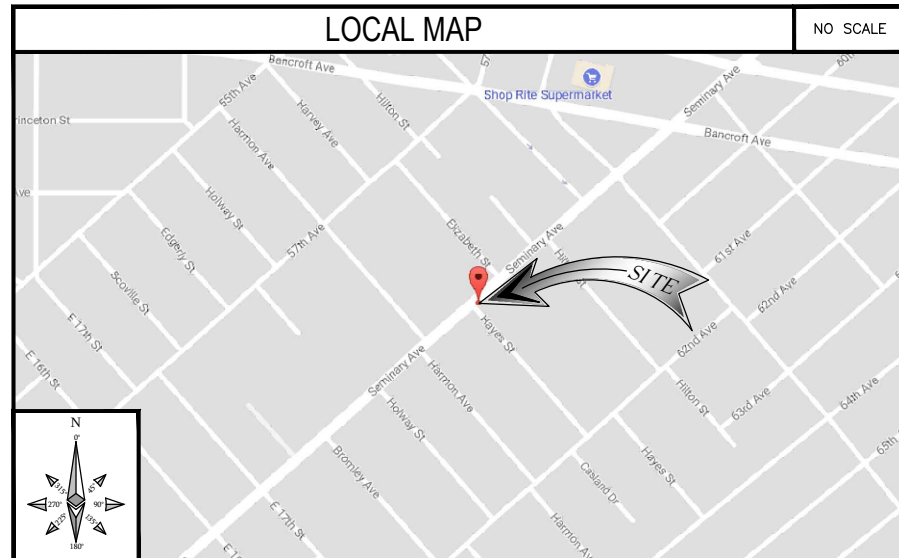 LOCAL MAP
NO SCALE
Bancroft Ave
57
Shop Rite Supermarket
Seminary Ave
60th
55th Ave
Harvey Ave
Hilton St
Bancroft Ave
rinceton St
Harmon Ave
Ave
Holway St
Elizabeth St
Seminary Ave
61st Ave
Edgerly St
57th Ave
SITE
62nd Ave
Scoville St
E 17th St
Hayes St
62nd Ave
E 16th St
Seminary Ave
Harmon Ave
Hilton St
63rd Ave
64th Ave
Holway St
65th
Bromley Ave
Hayes St
Casland Dr
E 17th St
Harmon Ave
N
0°
315°
45°
270°
90°
225°
135°
180°